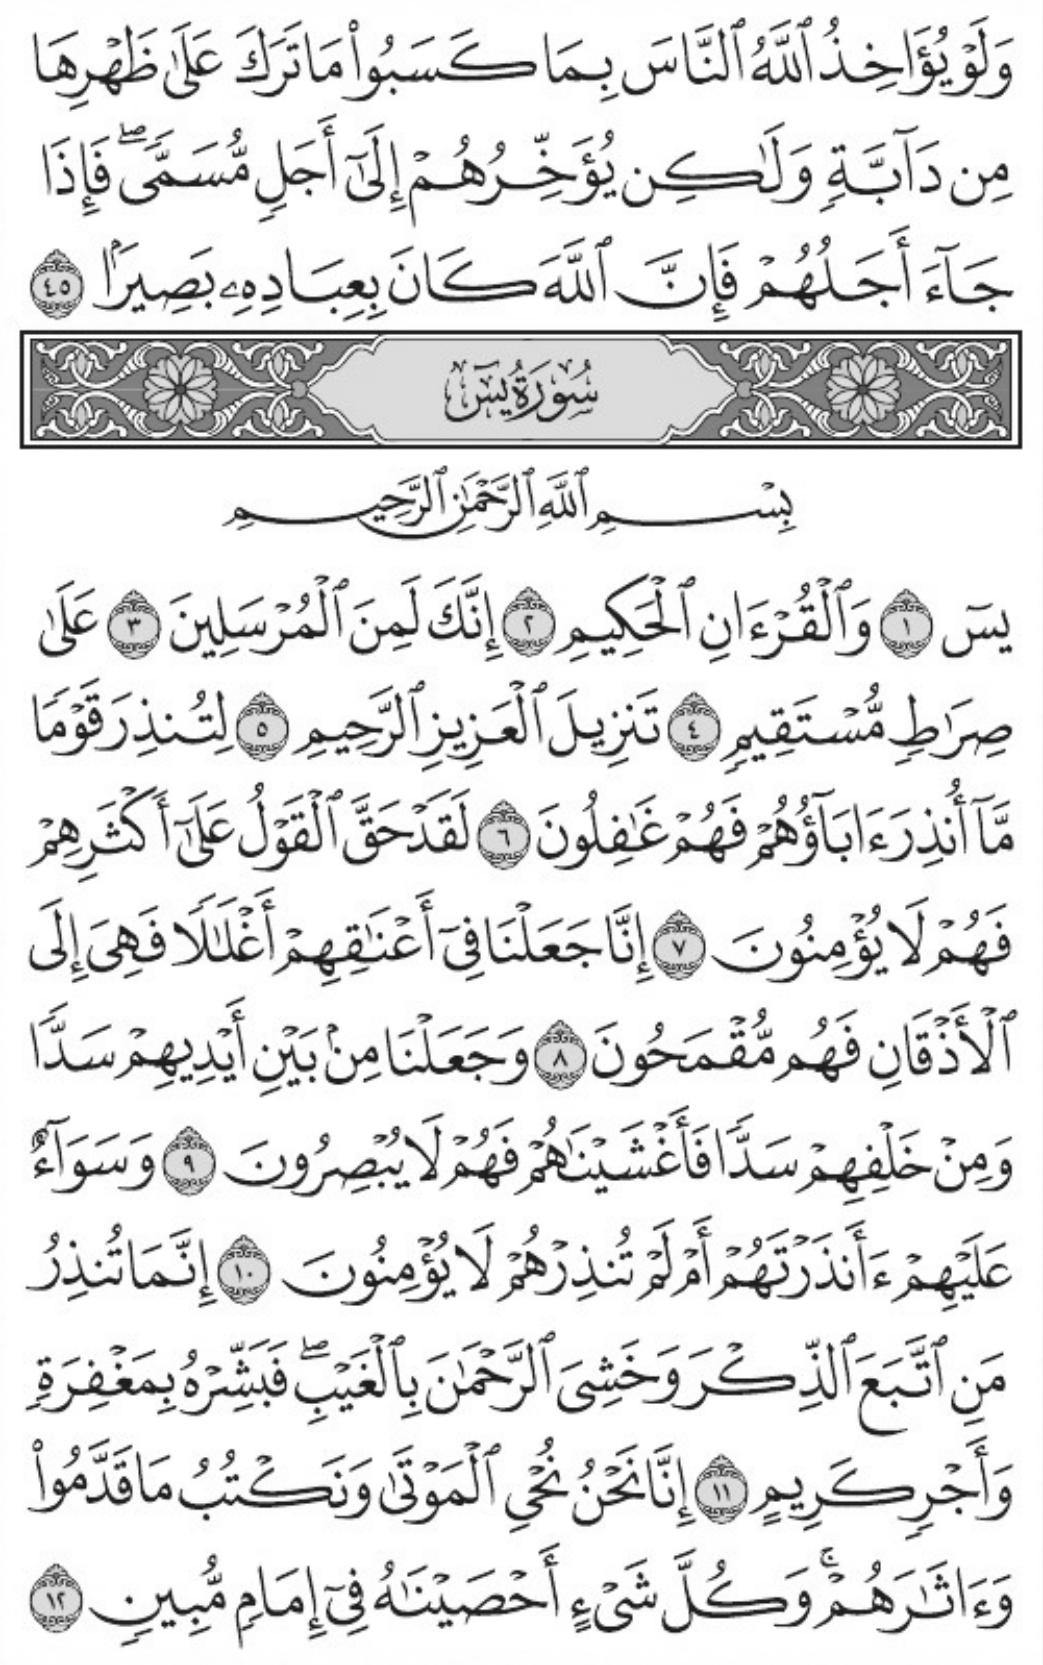 وَلَوْ يُؤَاخِذُ ٱللَّهُ ٱلنَّاسَ بِمَا كَسَبُوا۟ مَا تَرَكَ عَلَىٰ ظَهْرِهَا
مِن دَآبَّةٍ وَلَٰكِن يُؤَخِّرُهُمْ إِلَىٰٓ أَجَلٍ مُّسَمًّى ۖ فَإِذَا
جَآءَ أَجَلُهُمْ فَإِنَّ ٱللَّهَ كَانَ بِعِبَادِهِۦ بَصِيرًۢا ٤٥
سُورَةُ يسٓ
بِسْمِ ٱللَّهِ ٱلرَّحْمَٰنِ ٱلرَّحِيمِ
يسٓ ١ وَٱلْقُرْءَانِ ٱلْحَكِيمِ ٢ إِنَّكَ لَمِنَ ٱلْمُرْسَلِينَ ٣ عَلَىٰ
صِرَٰطٍ مُّسْتَقِيمٍ ٤ تَنزِيلَ ٱلْعَزِيزِ ٱلرَّحِيمِ ٥ لِتُنذِرَ قَوْمًا
مَّآ أُنذِرَ ءَابَآؤُهُمْ فَهُمْ غَٰفِلُونَ ٦ لَقَدْ حَقَّ ٱلْقَوْلُ عَلَىٰٓ أَكْثَرِهِمْ
فَهُمْ لَا يُؤْمِنُونَ ٧ إِنَّا جَعَلْنَا فِىٓ أَعْنَٰقِهِمْ أَغْلَٰلًا فَهِىَ إِلَى
ٱلْأَذْقَانِ فَهُم مُّقْمَحُونَ ٨ وَجَعَلْنَا مِنۢ بَيْنِ أَيْدِيهِمْ سَدًّا
وَمِنْ خَلْفِهِمْ سَدًّا فَأَغْشَيْنَٰهُمْ فَهُمْ لَا يُبْصِرُونَ ٩ وَسَوَآءٌ
عَلَيْهِمْ ءَأَنذَرْتَهُمْ أَمْ لَمْ تُنذِرْهُمْ لَا يُؤْمِنُونَ ١٠ إِنَّمَا تُنذِرُ
مَنِ ٱتَّبَعَ ٱلذِّكْرَ وَخَشِىَ ٱلرَّحْمَٰنَ بِٱلْغَيْبِ ۖ فَبَشِّرْهُ بِمَغْفِرَةٍ
وَأَجْرٍ كَرِيمٍ ١١ إِنَّا نَحْنُ نُحْىِ ٱلْمَوْتَىٰ وَنَكْتُبُ مَا قَدَّمُوا۟
وَءَاثَٰرَهُمْ ۚ وَكُلَّ شَىْءٍ أَحْصَيْنَٰهُ فِىٓ إِمَامٍ مُّبِينٍ ١٢